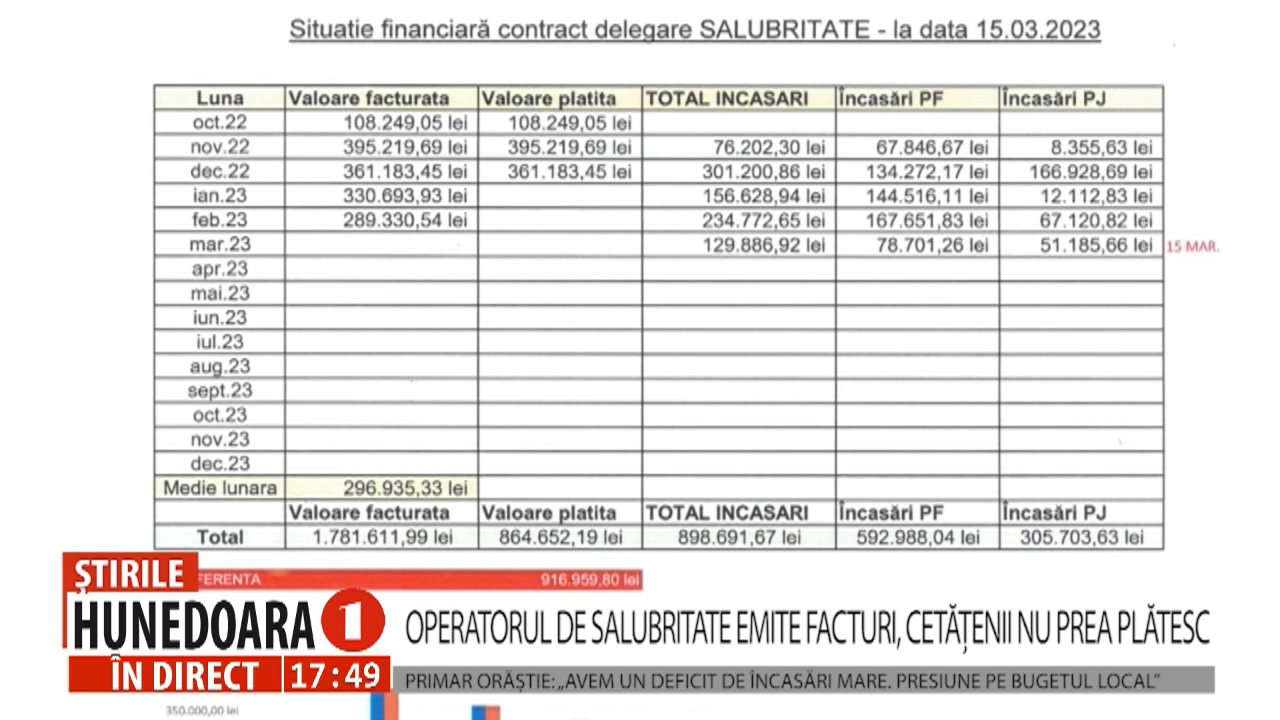 Situatie financiară contract delegare SALUBRITATE - la data 15.03.2023
Luna Valoare facturata Valoare platita TOTAL INCASARI Încasări PF Încasări PJ
oct.22 108.249,05 lei 108.249,05 lei
nov.22 395.219,69 lei 395.219,69 lei 76.202,30 lei 67.846,67 lei 8.355,63 lei
dec.22 361.183,45 lei 361.183,45 lei 301.200,86 lei 134.272,17 lei 166.928,69 lei
ian.23 330.693,93 lei 156.628,94 lei 144.516,11 lei 12.112,83 lei
feb.23 289.330,54 lei 234.772,65 lei 167.651,83 lei 67.120,82 lei
mar.23 129.886,92 lei 78.701,26 lei 51.185,66 lei 15 MAR.
apr.23
mai.23
iun.23
iul.23
aug.23
sept.23
oct.23
nov.23
dec.23
Medie lunara 296.935,33 lei
Valoare facturata Valoare platita TOTAL INCASARI Încasări PF Încasări PJ
Total 1.781.611,99 lei 864.652,19 lei 898.691,67 lei 592.988,04 lei 305.703,63 lei
916.959,80 lei
ȘTIRILE
HUNEDOARA 1
ÎN DIRECT 17:49
OPERATORUL DE SALUBRITATE EMITE FACTURI, CETĂȚENII NU PREA PLĂTESC
PRIMAR ORĂȘTIE: „AVEM UN DEFICIT DE ÎNCASĂRI MARE. PRESIUNE PE BUGETUL LOCAL”
350.000,00 lei